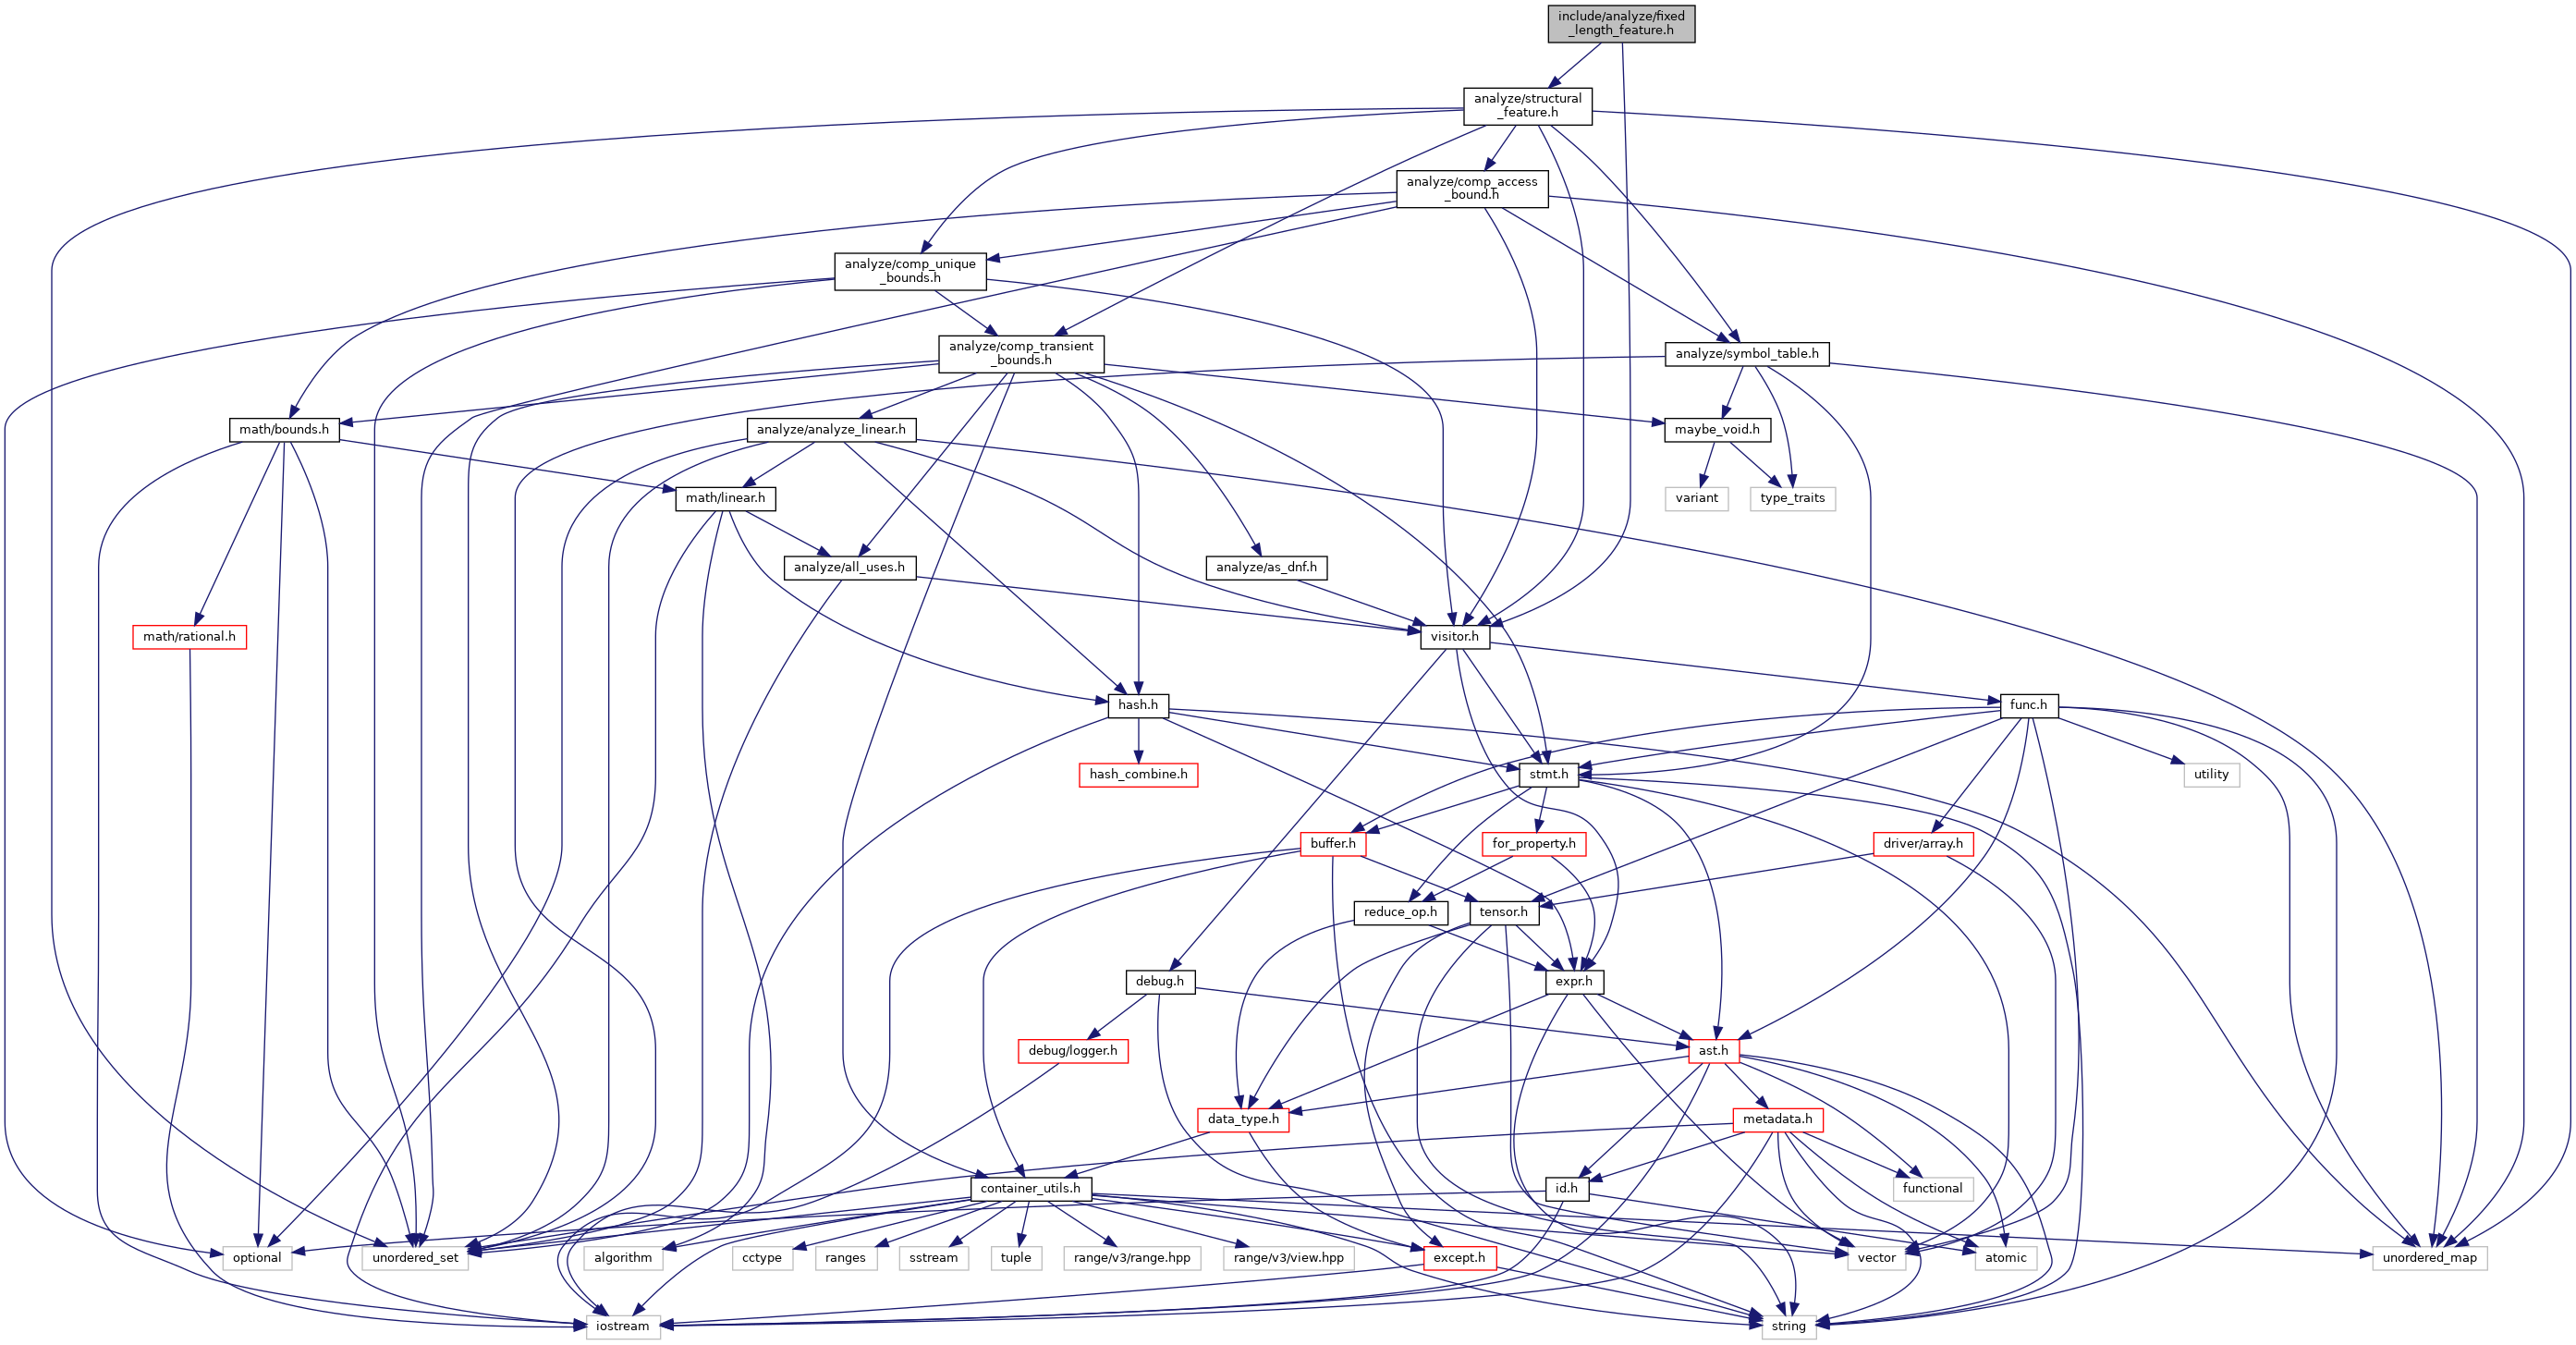 include/analyze/fixed
_length_feature.h
analyze/structural
_feature.h
analyze/comp_access
_bound.h
analyze/comp_unique
_bounds.h
analyze/comp_transient
_bounds.h
analyze/symbol_table.h
math/bounds.h
analyze/analyze_linear.h
maybe_void.h
math/linear.h
variant
type_traits
analyze/all_uses.h
analyze/as_dnf.h
math/rational.h
visitor.h
hash.h
func.h
hash_combine.h
stmt.h
utility
buffer.h
for_property.h
driver/array.h
reduce_op.h
tensor.h
debug.h
expr.h
debug/logger.h
ast.h
data_type.h
metadata.h
container_utils.h
id.h
functional
optional
unordered_set
algorithm
cctype
ranges
sstream
tuple
range/v3/range.hpp
range/v3/view.hpp
except.h
vector
atomic
unordered_map
iostream
string